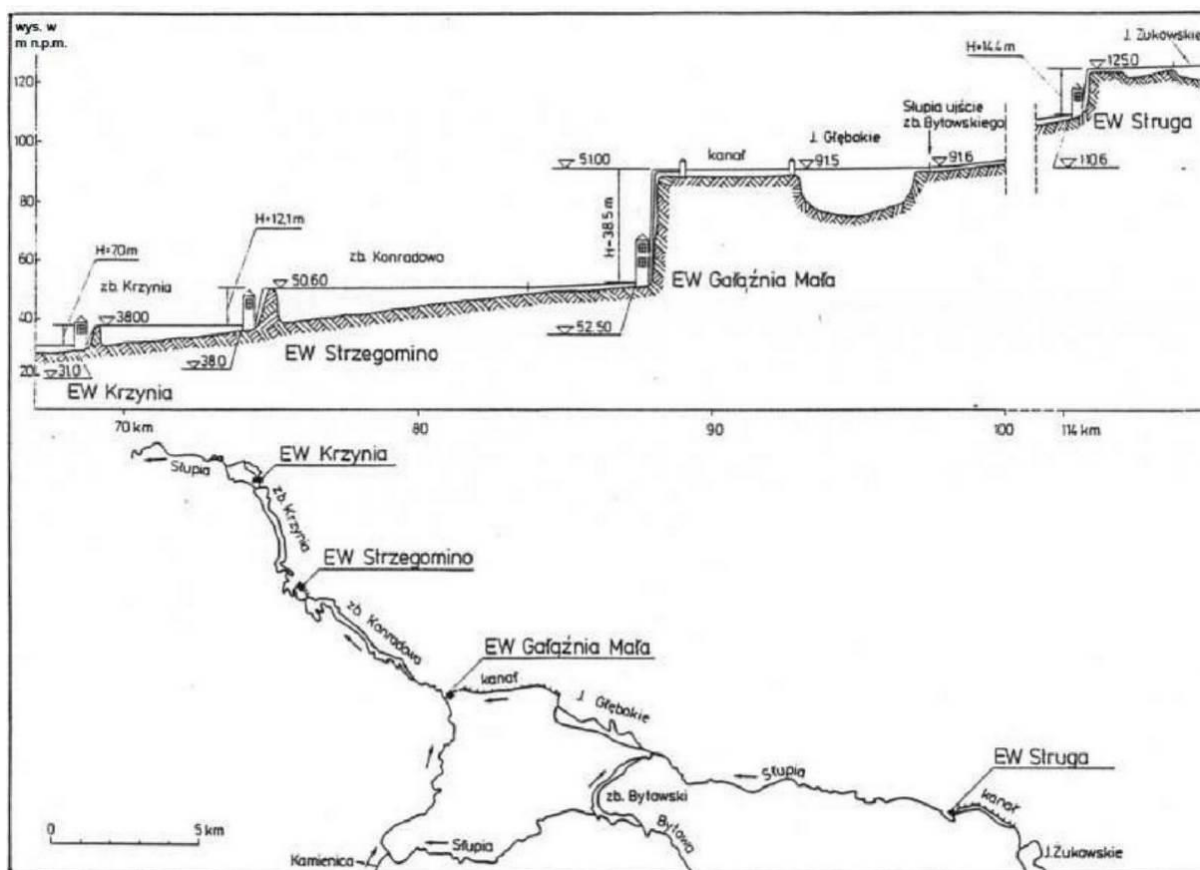 wys. w
m n.p.m.
120
100
80
60
40
20
H=7.0m
zb. Krzynia
38.00
31.0
EW Krzynia
H=12.1m
50.60
38.0
EW Strzegomino
zb. Konradowa
51.00
H=38.5m
52.50
EW Gałąźnia Mała
kanał
J. Głębokie
91.5
Słupia ujście
zb. Bytowskiego
91.6
H=14.4m
125.0
J. Żukowskie
EW Struga
110.6
70 km
80
90
100
114 km
Słupia
EW Krzynia
zb. Krzynia
EW Strzegomino
zb. Konradowa
EW Gałąźnia Mała
kanał
J. Głębokie
Słupia
EW Struga
kanał
zb. Bytowski
Bytowa
Słupia
0
5 km
Kamienica
J. Żukowskie